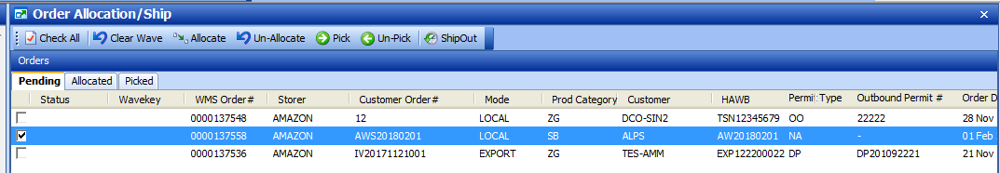 Order Allocation/Ship
Check All Clear Wave Allocate Un-Allocate Pick Un-Pick ShipOut
Orders
Pending Allocated Picked
Status Wavekey WMS Order# Storer Customer Order# Mode Prod Category Customer HAWB Permit Type Outbound Permit # Order D
0000137548 AMAZON 12 LOCAL ZG DCO-SIN2 TSN12345679 OO 22222 28 Nov
0000137558 AMAZON AWS20180201 LOCAL SB ALPS AW20180201 NA - 01 Feb
0000137536 AMAZON IV20171121001 EXPORT ZG TES-AMM EXP122200022 DP DP201092221 21 Nov